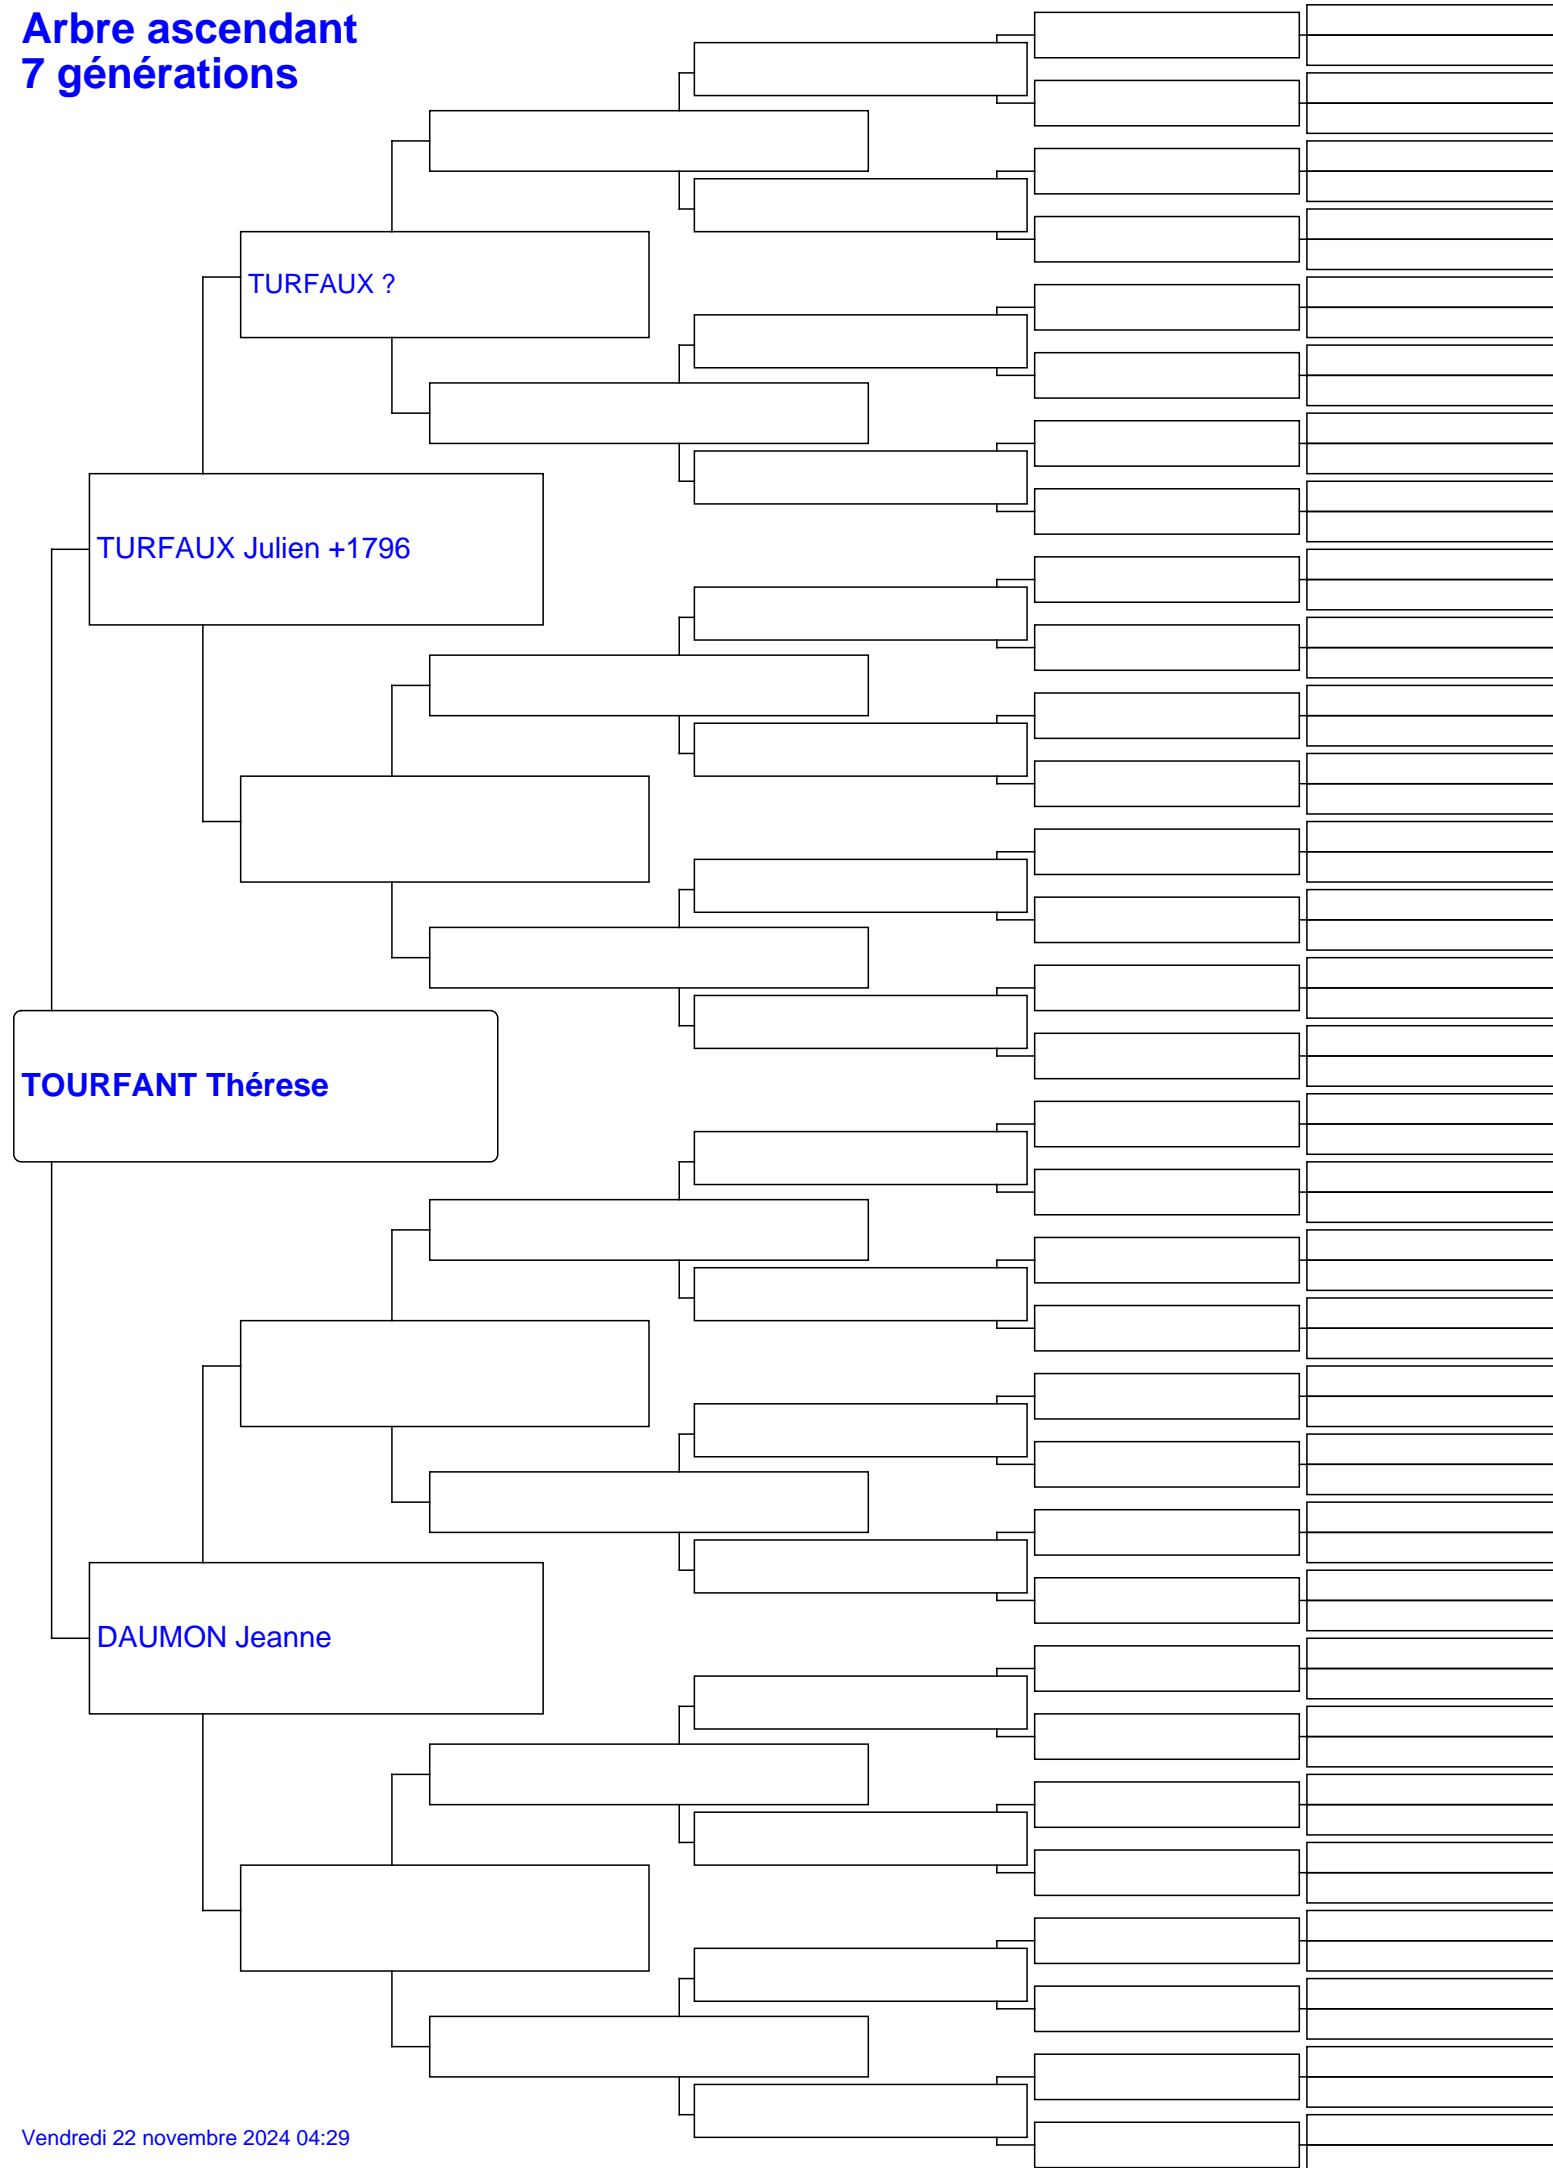 Arbre ascendant
7 générations
TURFAUX ?
TURFAUX Julien +1796
TOURFANT Thérese
DAUMON Jeanne
Vendredi 22 novembre 2024 04:29